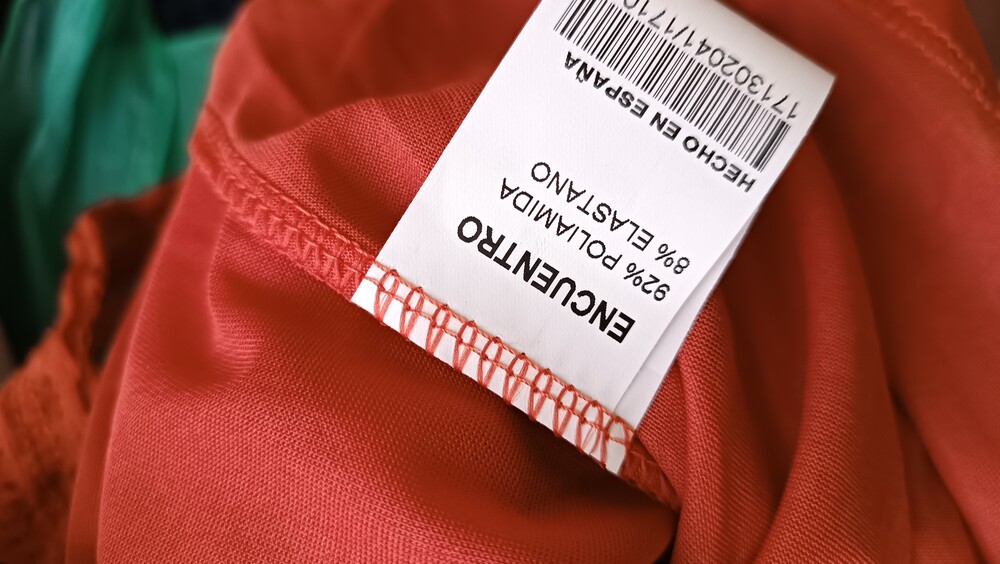 ENCUENTRO
92% POLIAMIDA
8% ELASTANO
HECHO EN ESPAÑA